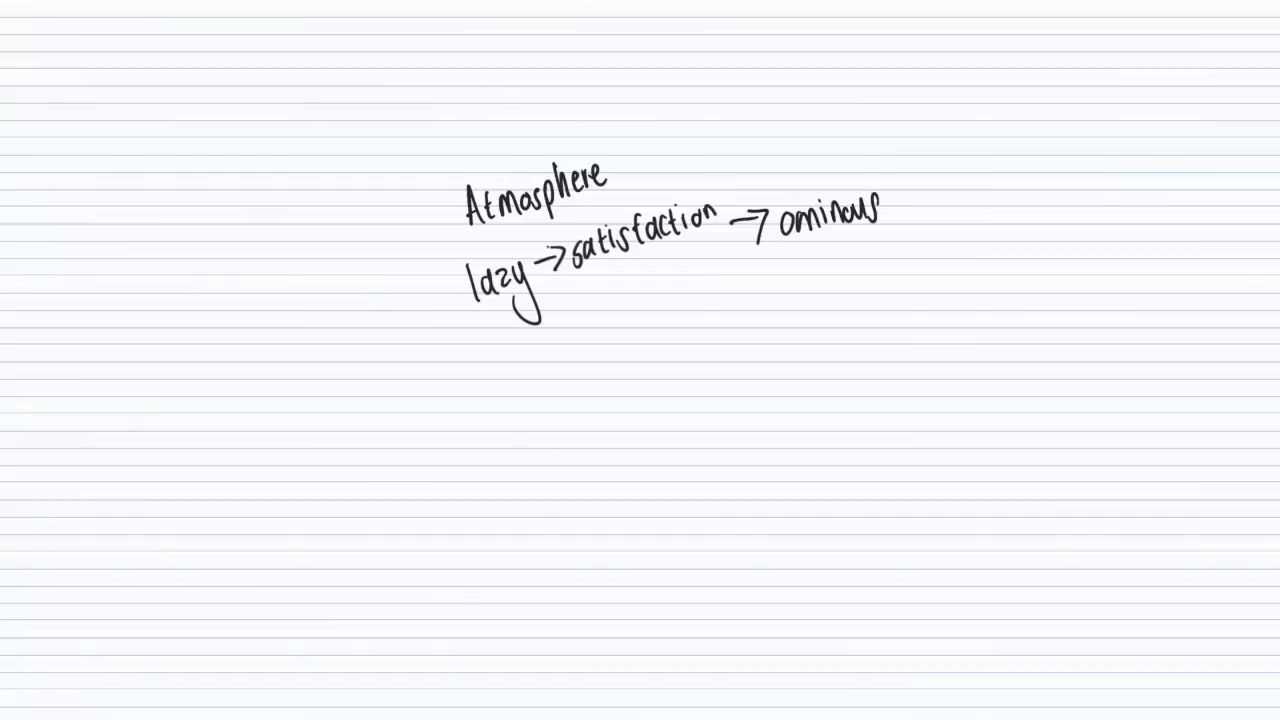 Atmosphere
lazy → satisfaction → ominous